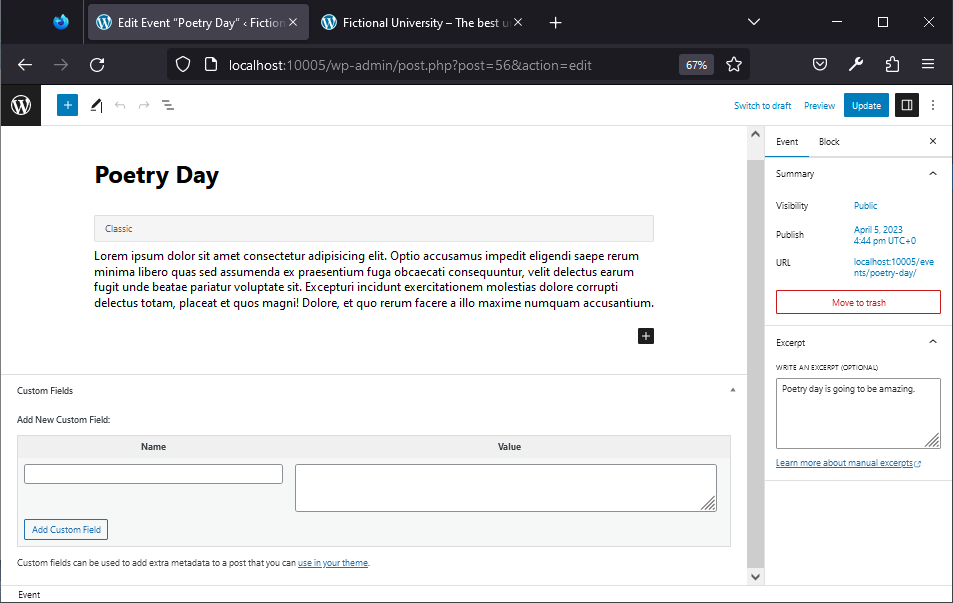 Edit Event “Poetry Day” ‹ Fiction
Fictional University – The best u
localhost:10005/wp-admin/post.php?post=56&action=edit
67%
Switch to draft
Preview
Update
Poetry Day
Classic
Lorem ipsum dolor sit amet consectetur adipisicing elit. Optio accusamus impedit eligendi saepe rerum
minima libero quas sed assumenda ex praesentium fuga obcaecati consequuntur, velit delectus earum
fugit unde beatae pariatur voluptate sit. Excepturi incidunt exercitationem molestias dolore corrupti
delectus totam, placeat et quos magni! Dolore, et quo rerum facere a illo maxime numquam accusantium.
Custom Fields
Add New Custom Field:
Name
Value
Add Custom Field
Custom fields can be used to add extra metadata to a post that you can use in your theme.
Event
Event
Block
Summary
Visibility
Public
Publish
April 5, 2023
4:44 pm UTC+0
URL
localhost:10005/eve
nts/poetry-day/
Move to trash
Excerpt
WRITE AN EXCERPT (OPTIONAL)
Poetry day is going to be amazing.
Learn more about manual excerpts